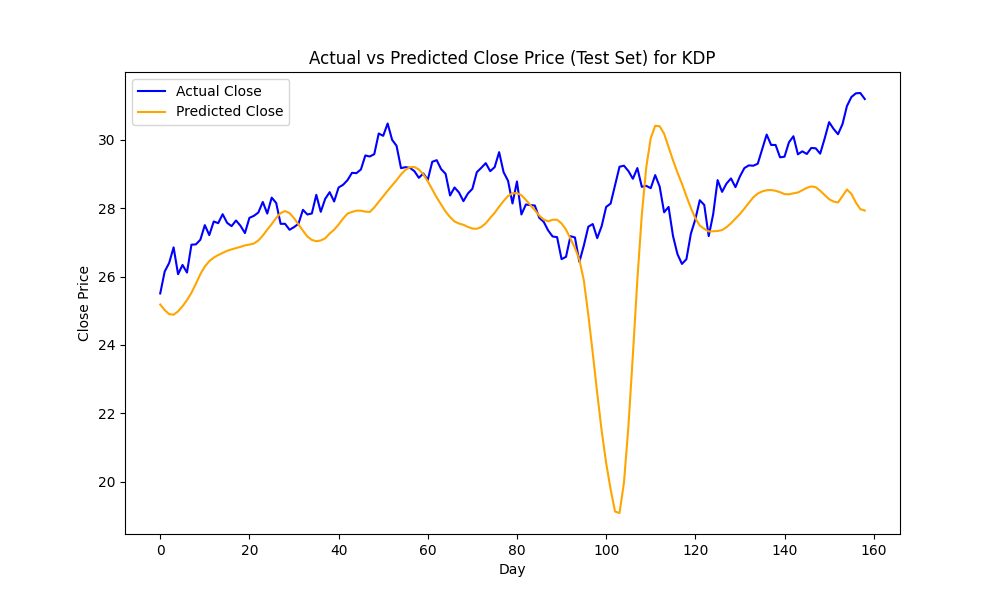 Actual vs Predicted Close Price (Test Set) for KDP
Actual Close
Predicted Close
Close Price
30
28
26
24
22
20
0 20 40 60 80 100 120 140 160
Day